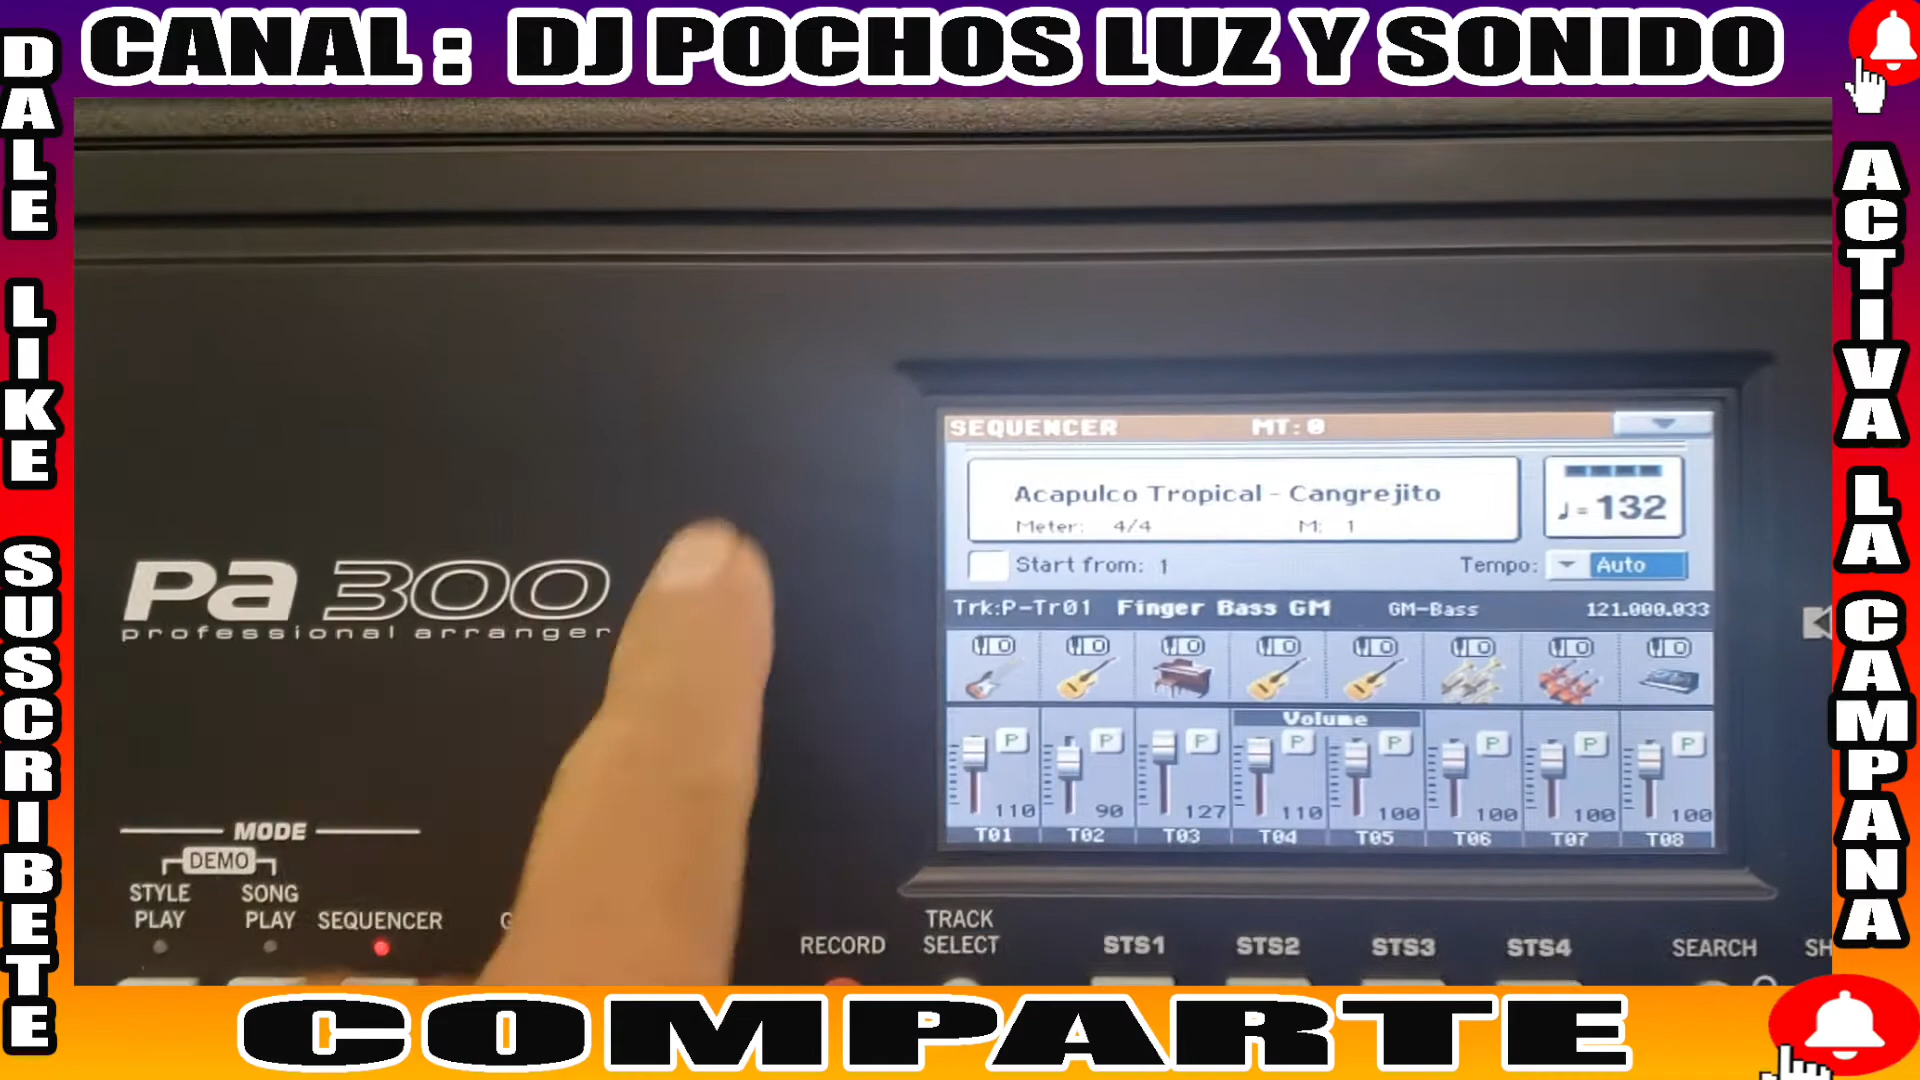 CANAL : DJ POCHOS LUZ Y SONIDO
DALE LIKE SUSCRIBETE
ACTIVA LA CAMPANA
SEQUENCER MT:0
Acapulco Tropical - Cangrejito
Meter: 4/4 M: 1
♩= 132
Start from: 1 Tempo: Auto
Trk:P-Tr01 Finger Bass GM GM-Bass 121.000.033
Volume
P P P P P P P P
110 90 127 110 100 100 100 100
T01 T02 T03 T04 T05 T06 T07 T08
pa 300
professional arranger
MODE
DEMO
STYLE PLAY
SONG PLAY
SEQUENCER
RECORD
TRACK SELECT
STS1 STS2 STS3 STS4
SEARCH
COMPARTE